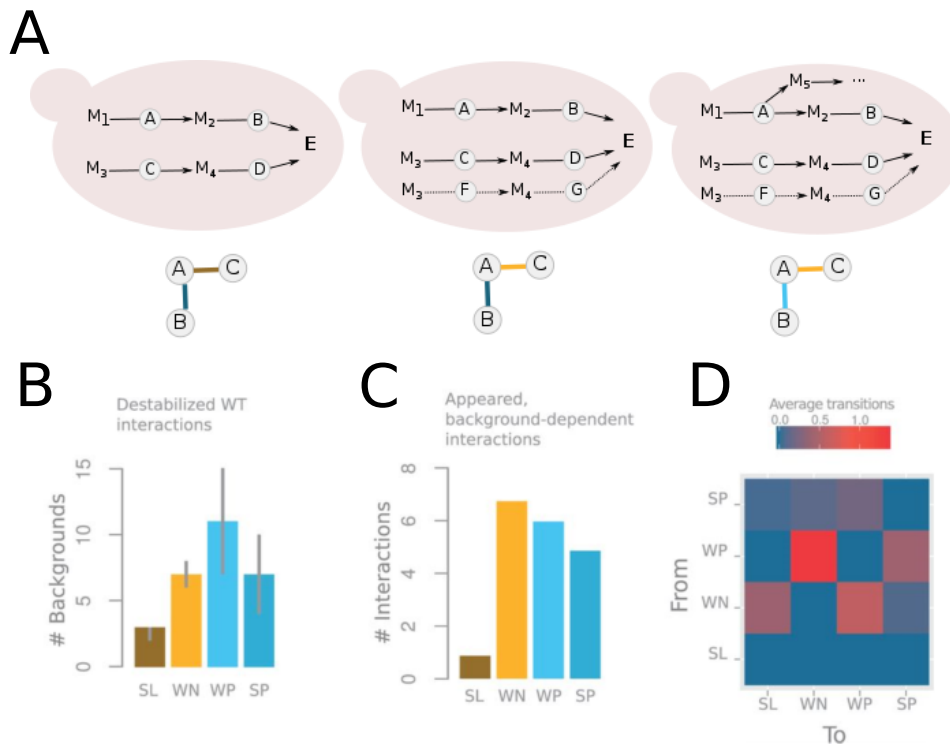 A
M5 ...
M1 A M2 B
M1 A M2 B
M1 A M2 B
E
E
E
M3 C M4 D
M3 C M4 D
M3 C M4 D
M3 F M4 G
M3 F M4 G
A C
A C
A C
B
B
B
B
Destabilized WT
interactions
# Backgrounds
15
10
5
0
SL WN WP SP
C
Appeared,
background-dependent
interactions
# Interactions
8
6
4
2
0
SL WN WP SP
D
Average transitions
0.0 0.5 1.0
From
SP
WP
WN
SL
SL WN WP SP
To